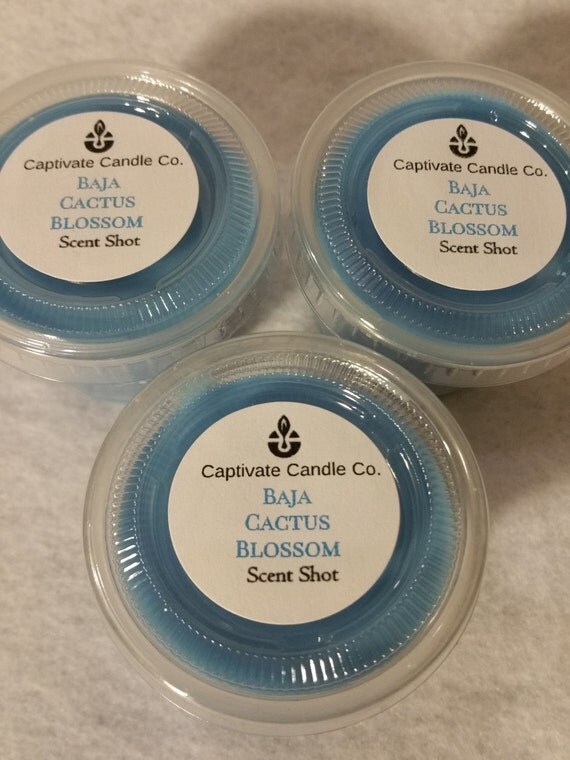 Captivate Candle Co.
Baja
Cactus
Blossom
Scent Shot
Captivate Candle Co.
Baja
Cactus
Blossom
Scent Shot
Captivate Candle Co.
Baja
Cactus
Blossom
Scent Shot